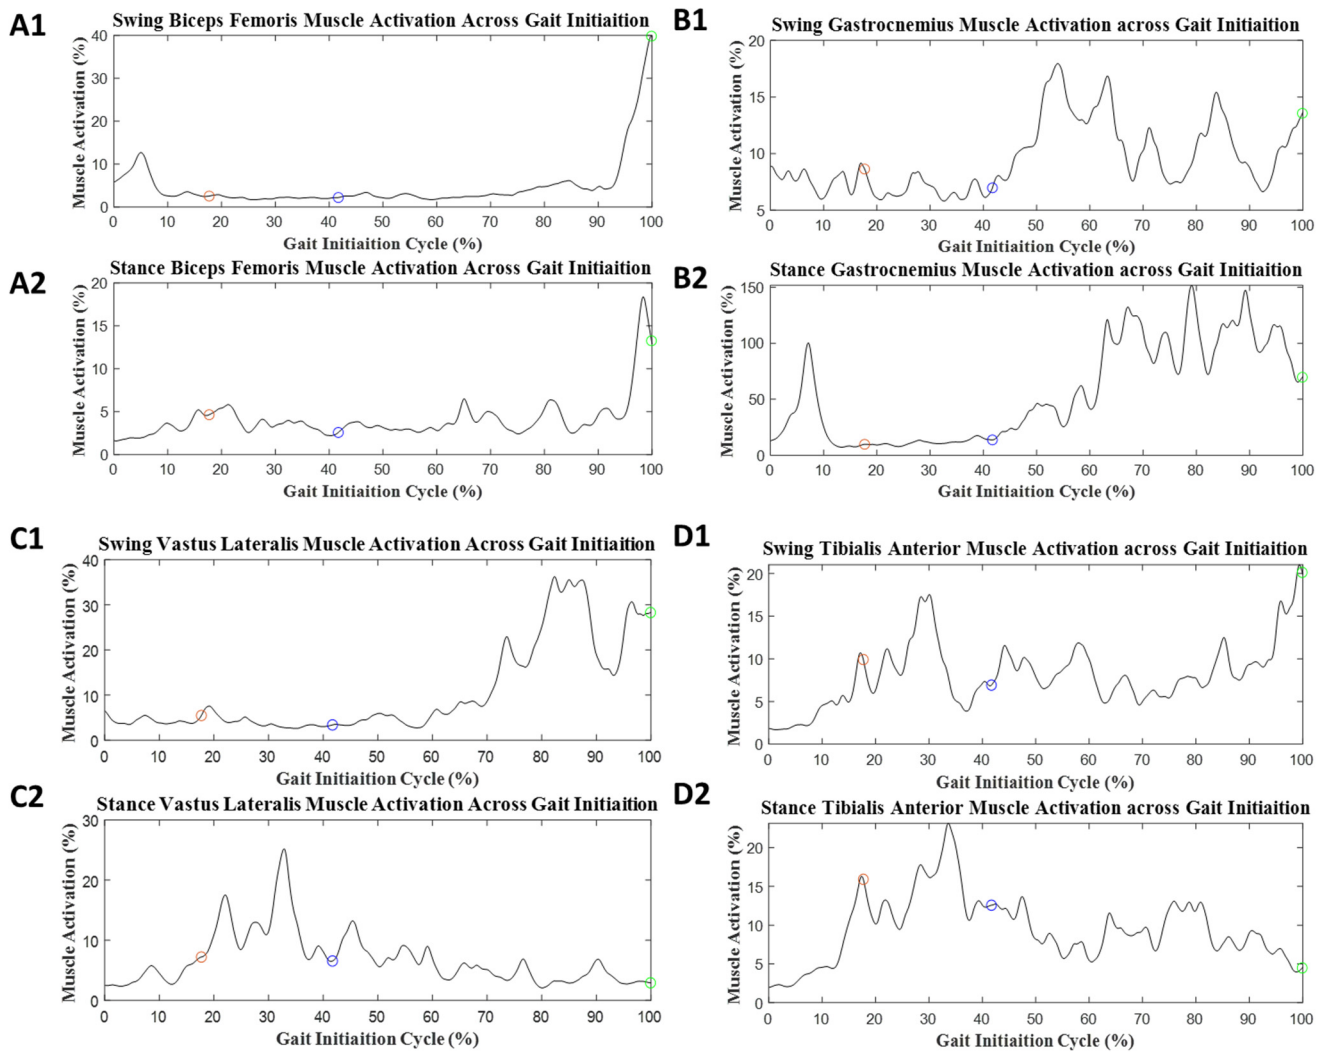 A1
Swing Biceps Femoris Muscle Activation Across Gait Initiaition
Muscle Activation (%)
40
30
20
10
0
0 10 20 30 40 50 60 70 80 90 100
Gait Initiaition Cycle (%)
B1
Swing Gastrocnemius Muscle Activation across Gait Initiaition
Muscle Activation (%)
20
15
10
5
0 10 20 30 40 50 60 70 80 90 100
Gait Initiaition Cycle (%)
A2
Stance Biceps Femoris Muscle Activation Across Gait Initiaition
Muscle Activation (%)
20
15
10
5
0
0 10 20 30 40 50 60 70 80 90 100
Gait Initiaition Cycle (%)
B2
Stance Gastrocnemius Muscle Activation across Gait Initiaition
Muscle Activation (%)
150
100
50
0
0 10 20 30 40 50 60 70 80 90 100
Gait Initiaition Cycle (%)
C1
Swing Vastus Lateralis Muscle Activation Across Gait Initiaition
Muscle Activation (%)
40
30
20
10
0
0 10 20 30 40 50 60 70 80 90 100
Gait Initiaition Cycle (%)
D1
Swing Tibialis Anterior Muscle Activation across Gait Initiaition
Muscle Activation (%)
20
15
10
5
0
0 10 20 30 40 50 60 70 80 90 100
Gait Initiaition Cycle (%)
C2
Stance Vastus Lateralis Muscle Activation Across Gait Initiaition
Muscle Activation (%)
30
20
10
0
0 10 20 30 40 50 60 70 80 90 100
Gait Initiaition Cycle (%)
D2
Stance Tibialis Anterior Muscle Activation across Gait Initiaition
Muscle Activation (%)
20
15
10
5
0
0 10 20 30 40 50 60 70 80 90 100
Gait Initiaition Cycle (%)